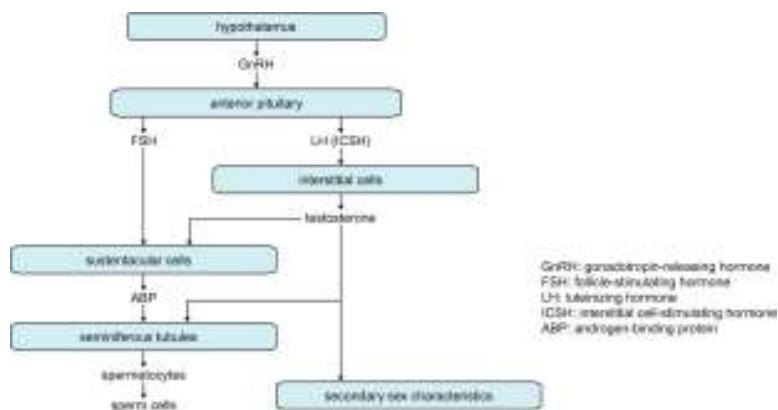 hypothalamus
GnRH
anterior pituitary
FSH
LH (ICSH)
interstitial cells
testosterone
sustentacular cells
ABP
seminiferous tubules
spermatocytes
sperm cells
secondary sex characteristics
GnRH: gonadotropin-releasing hormone
FSH: follicle-stimulating hormone
LH: luteinizing hormone
ICSH: interstitial cell-stimulating hormone
ABP: androgen-binding protein